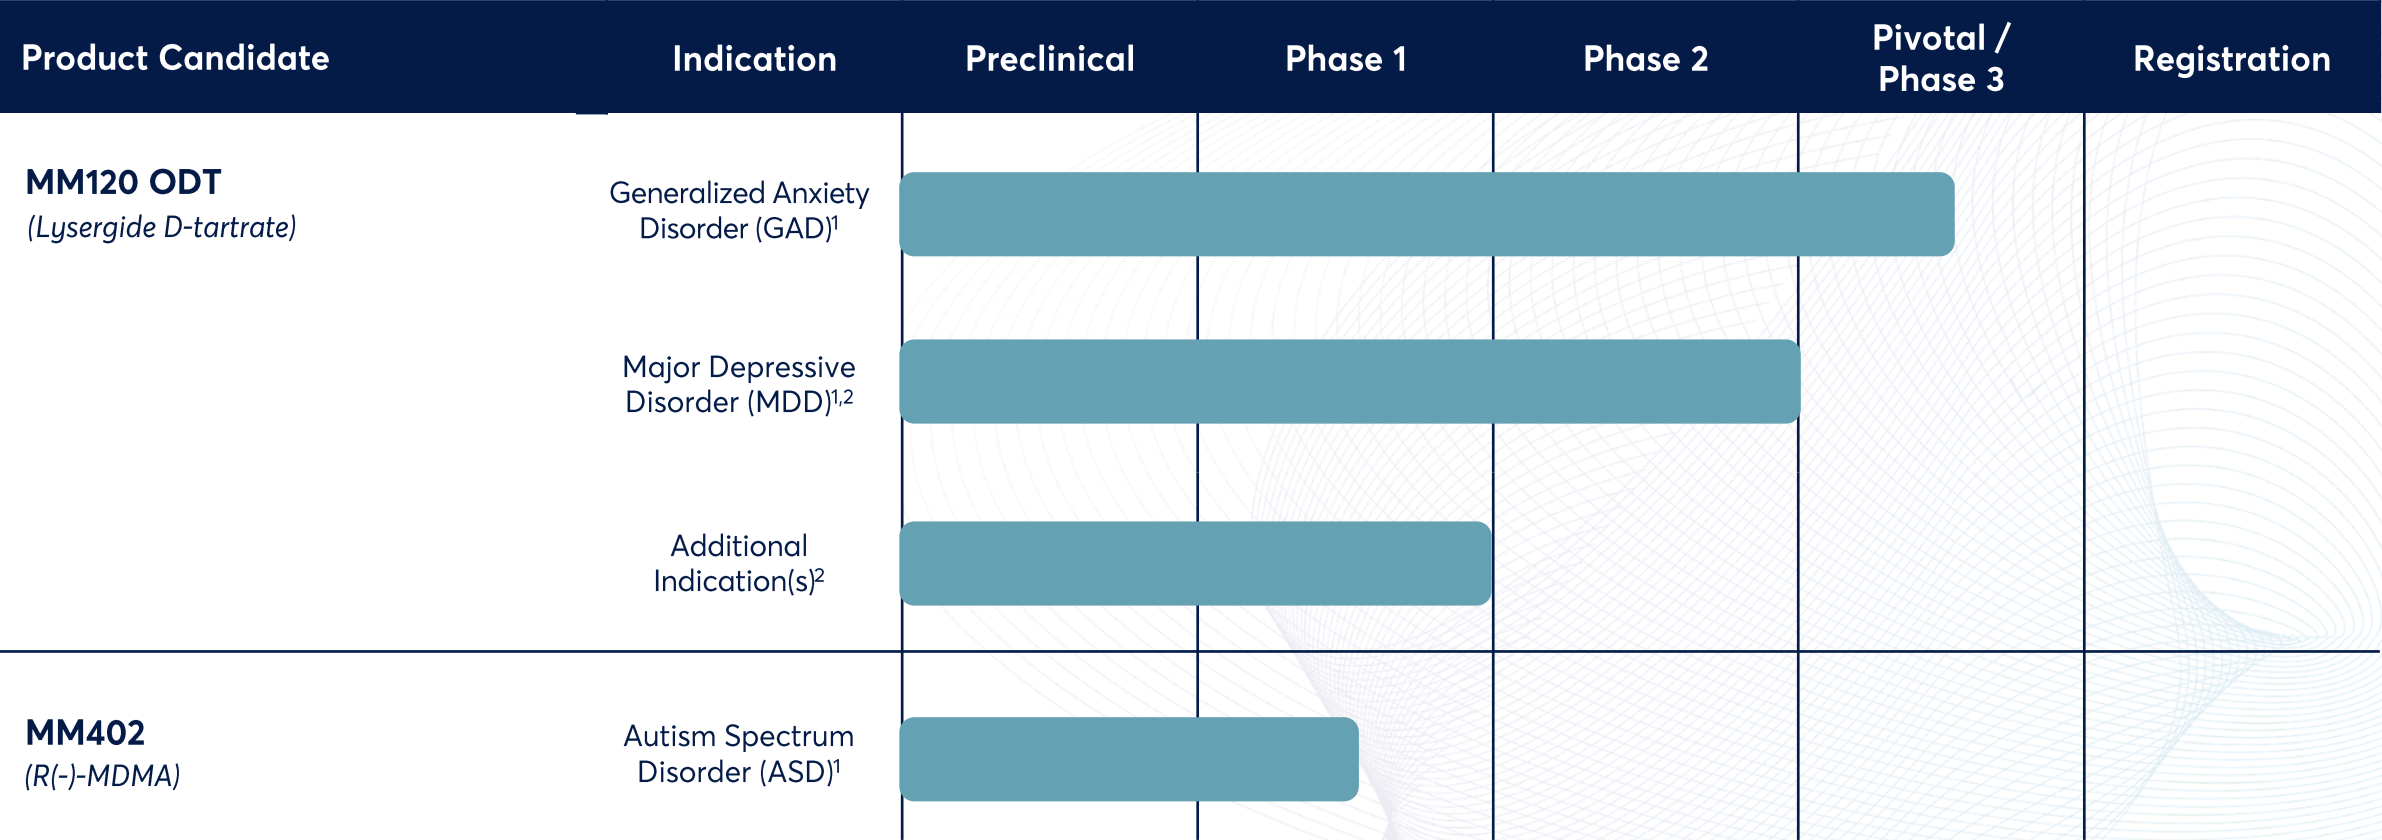 Product Candidate
Indication
Preclinical
Phase 1
Phase 2
Pivotal /
Phase 3
Registration
MM120 ODT
(Lysergide D-tartrate)
Generalized Anxiety
Disorder (GAD)¹
Major Depressive
Disorder (MDD)¹,²
Additional
Indication(s)²
MM402
(R(-)-MDMA)
Autism Spectrum
Disorder (ASD)¹